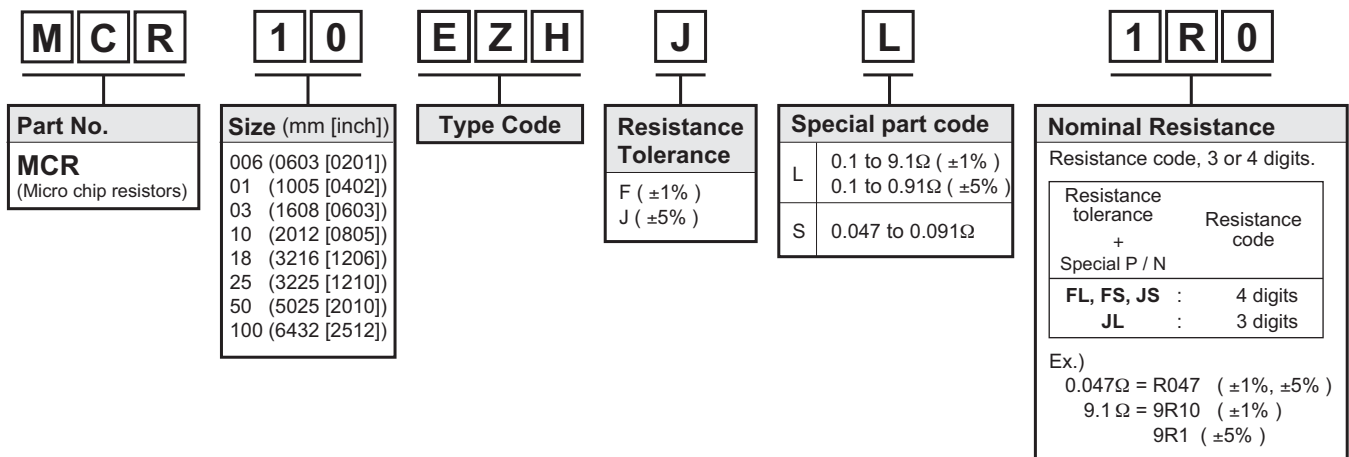 MCR 10 EZH J L 1R0
Part No.
MCR
(Micro chip resistors)
Size (mm [inch])
006 (0603 [0201])
01 (1005 [0402])
03 (1608 [0603])
10 (2012 [0805])
18 (3216 [1206])
25 (3225 [1210])
50 (5025 [2010])
100 (6432 [2512])
Type Code
Resistance
Tolerance
F ( ±1% )
J ( ±5% )
Special part code
L 0.1 to 9.1Ω ( ±1% )
0.1 to 0.91Ω ( ±5% )
S 0.047 to 0.091Ω
Nominal Resistance
Resistance code, 3 or 4 digits.
Resistance
tolerance
+
Special P / N
Resistance
code
FL, FS, JS : 4 digits
JL : 3 digits
Ex.)
0.047Ω = R047 ( ±1%, ±5% )
9.1 Ω = 9R10 ( ±1% )
9R1 ( ±5% )